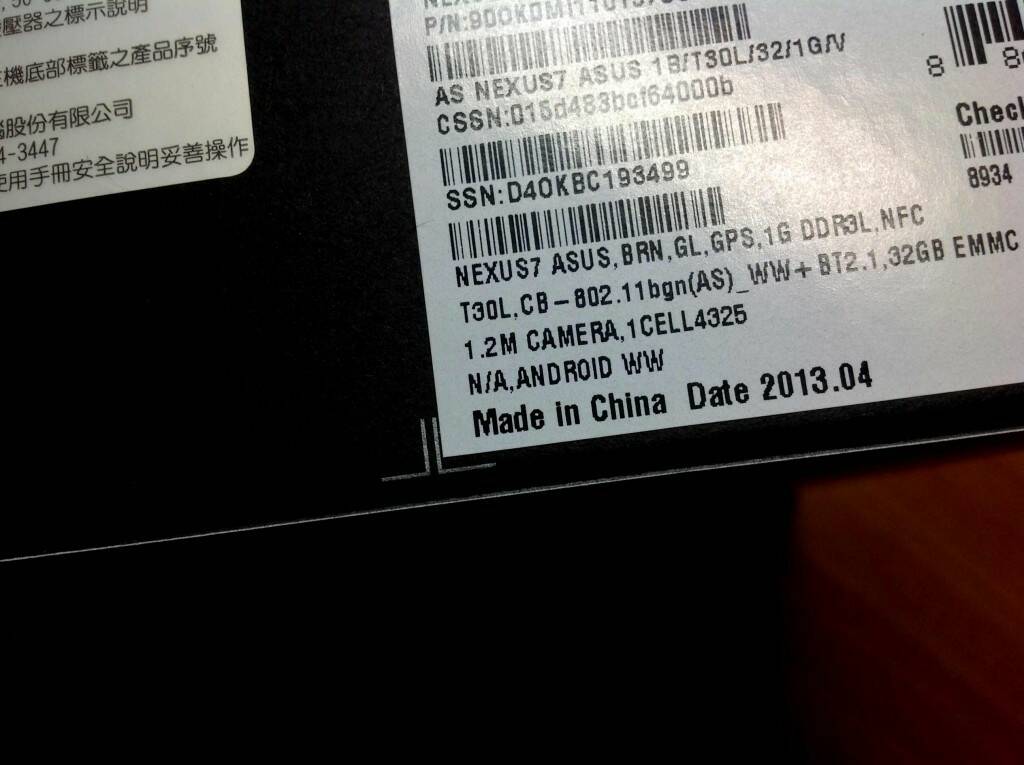 壓器之標示說明
機底部標籤之產品序號
股份有限公司
4-3447
使用手冊安全說明妥善操作
AS NEXUS7 ASUS 1B/T30L/32/1G/V
CSSN:015d483bcf64000b
SSN:D4OKBC193499
NEXUS7 ASUS,BRN,GL,GPS,1G DDR3L,NFC
T30L,CB-802.11bgn(AS)_WW+BT2.1,32GB EMMC
1.2M CAMERA,1CELL4325
N/A,ANDROID WW
Made in China Date 2013.04
8
8934